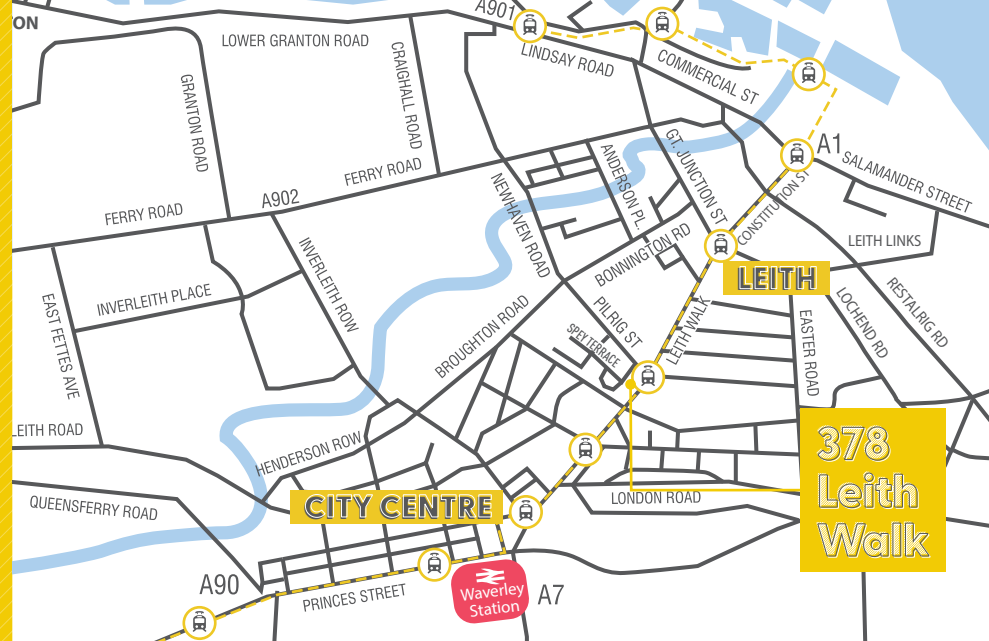 TON
A901
LOWER GRANTON ROAD
LINDSAY ROAD
COMMERCIAL ST
CRAIGHALL ROAD
GRANTON ROAD
A1
GT. JUNCTION ST
ANDERSON PL.
SALAMANDER STREET
FERRY ROAD
NEWHAVEN ROAD
CONSTITUTION ST
A902
FERRY ROAD
LEITH LINKS
BONNINGTON RD
INVERLEITH ROW
LEITH
INVERLEITH PLACE
EAST FETTES AVE
RESTALRIG RD
LOCHEND RD
PILRIG ST
LEITH WALK
EASTER ROAD
BROUGHTON ROAD
SPEY TERRACE
LEITH ROAD
378
Leith
Walk
HENDERSON ROW
LONDON ROAD
QUEENSFERRY ROAD
CITY CENTRE
A90
PRINCES STREET
Waverley
Station
A7